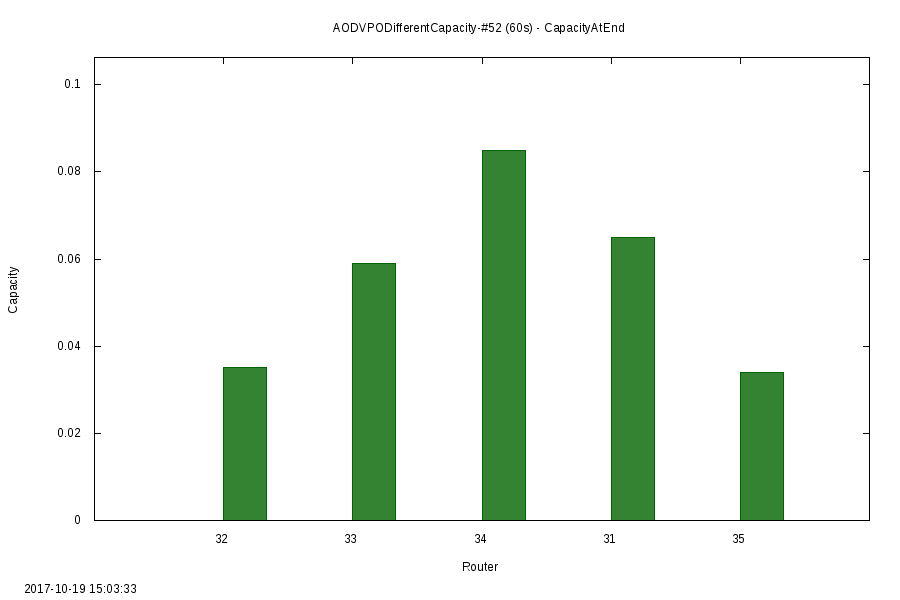 AODVPODifferentCapacity-#52 (60s) - CapacityAtEnd
0.1
0.08
0.06
0.04
0.02
0
Capacity
32 33 34 31 35
Router
2017-10-19 15:03:33